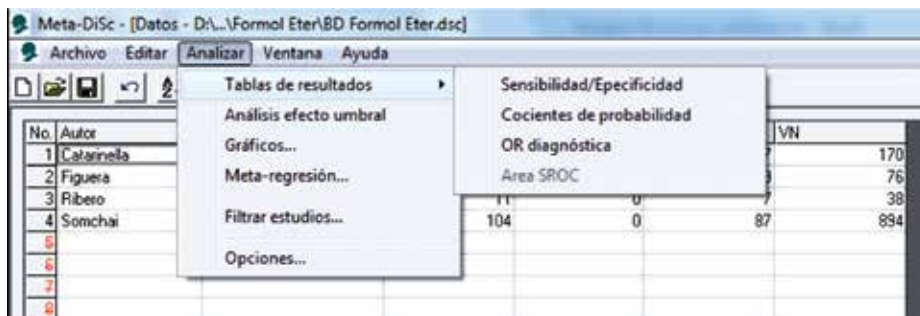 Meta-DiSc - [Datos - D:\...\Formol Eter\BD Formol Eter.dsc]
Archivo Editar Analizar Ventana Ayuda
Tablas de resultados
Análisis efecto umbral
Gráficos...
Meta-regresión...
Filtrar estudios...
Opciones...
Sensibilidad/Epecificidad
Cocientes de probabilidad
OR diagnóstica
Area SROC
No. Autor VN
1 Catarinella 170
2 Figuera 76
3 Ribero 11 0 7 38
4 Somchai 104 0 87 894
5
6
7
8